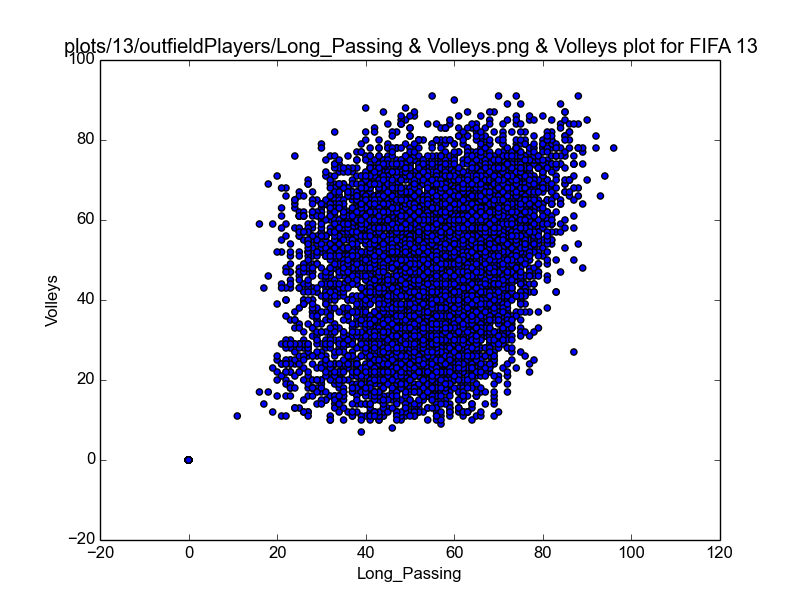 plots/13/outfieldPlayers/Long_Passing & Volleys.png & Volleys plot for FIFA 13
100
80
60
40
20
0
−20
Volleys
−20 0 20 40 60 80 100 120
Long_Passing